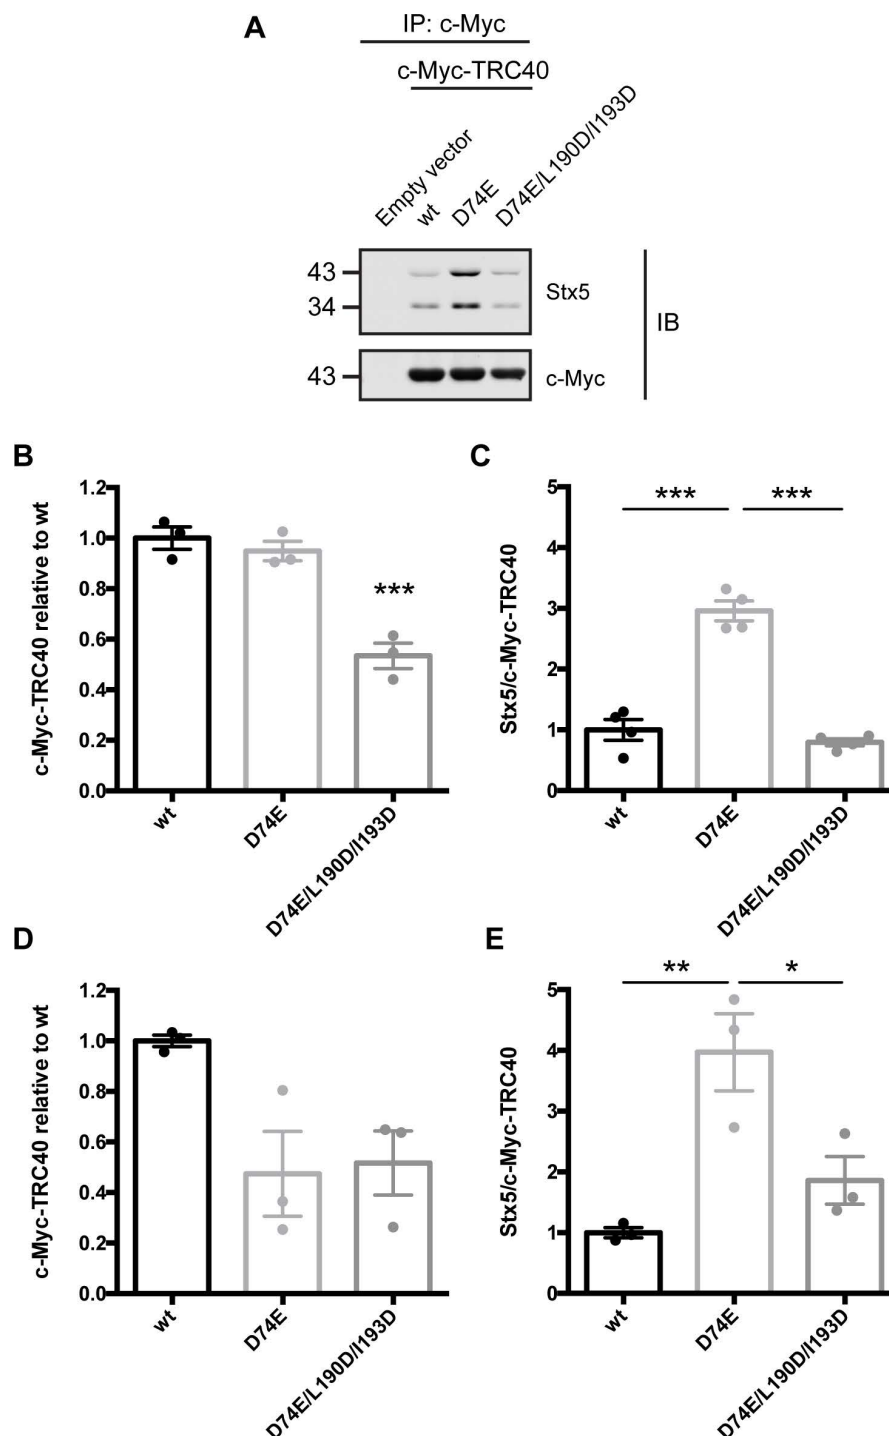 A
IP: c-Myc
c-Myc-TRC40
Empty vector
wt
D74E
D74E/L190D/I193D
43
34
Stx5
IB
43
c-Myc
B
c-Myc-TRC40 relative to wt
1.2
1.0
0.8
0.6
0.4
0.2
0.0
***
wt
D74E
D74E/L190D/I193D
C
Stx5/c-Myc-TRC40
5
4
3
2
1
0
***
***
wt
D74E
D74E/L190D/I193D
D
c-Myc-TRC40 relative to wt
1.2
1.0
0.8
0.6
0.4
0.2
0.0
wt
D74E
D74E/L190D/I193D
E
Stx5/c-Myc-TRC40
5
4
3
2
1
0
**
*
wt
D74E
D74E/L190D/I193D